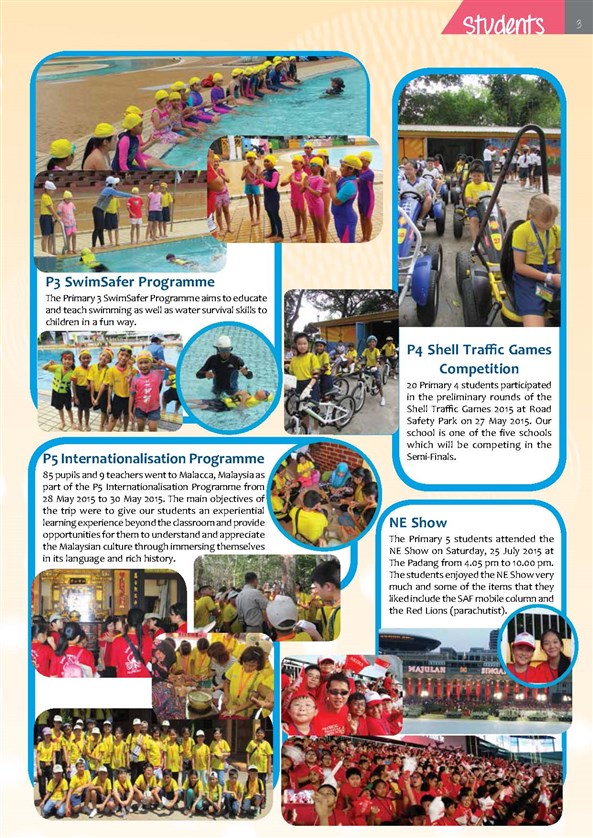 Students
3
P3 SwimSafer Programme
The Primary 3 SwimSafer Programme aims to educate
and teach swimming as well as water survival skills to
children in a fun way.
P4 Shell Traffic Games
Competition
20 Primary 4 students participated
in the preliminary rounds of the
Shell Traffic Games 2015 at Road
Safety Park on 27 May 2015. Our
school is one of the five schools
which will be competing in the
Semi-Finals.
P5 Internationalisation Programme
85 pupils and 9 teachers went to Malacca, Malaysia as
part of the P5 Internationalisation Programme from
28 May 2015 to 30 May 2015. The main objectives of
the trip were to give our students an experiential
learning experience beyond the classroom and provide
opportunities for them to understand and appreciate
the Malaysian culture through immersing themselves
in its language and rich history.
NE Show
The Primary 5 students attended the
NE Show on Saturday, 25 July 2015 at
The Padang from 4.05 pm to 10.00 pm.
The students enjoyed the NE Show very
much and some of the items that they
liked include the SAF mobile column and
the Red Lions (parachutist).
MAJULAH SINGA